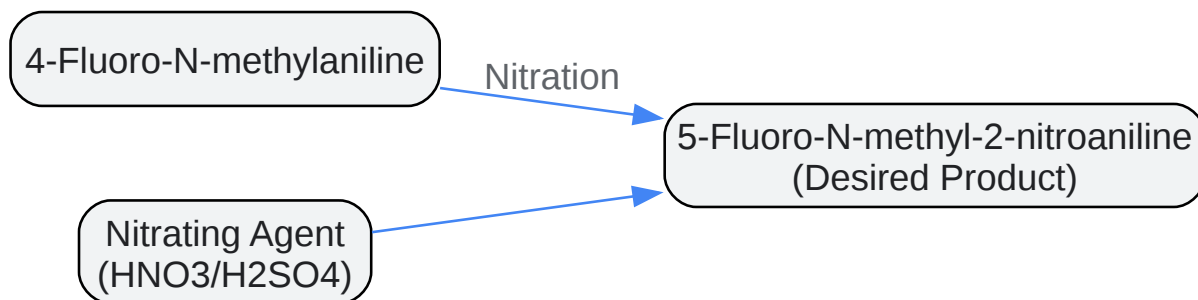 4-Fluoro-N-methylaniline
Nitration
5-Fluoro-N-methyl-2-nitroaniline
(Desired Product)
Nitrating Agent
(HNO3/H2SO4)